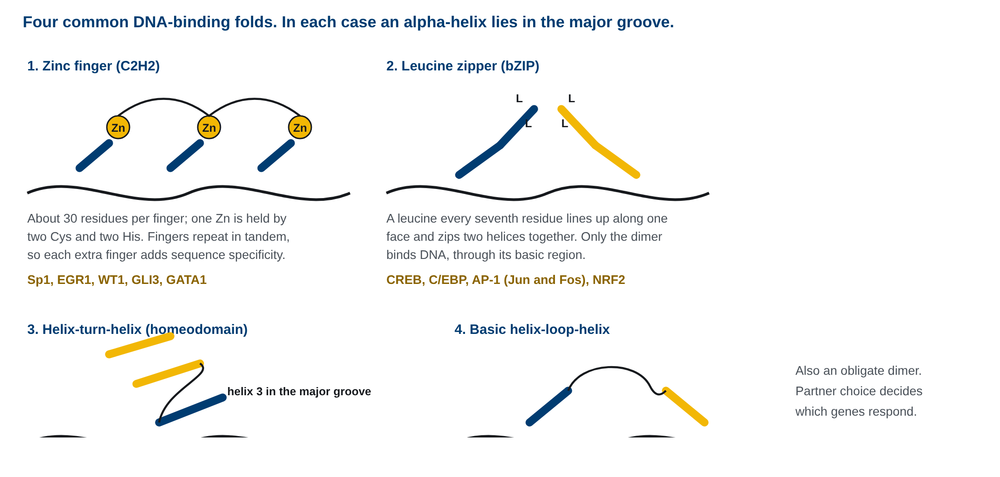 Four common DNA-binding folds. In each case an alpha-helix lies in the major groove.
1. Zinc finger (C2H2)
Zn
Zn
Zn
About 30 residues per finger; one Zn is held by
two Cys and two His. Fingers repeat in tandem,
so each extra finger adds sequence specificity.
Sp1, EGR1, WT1, GLI3, GATA1
2. Leucine zipper (bZIP)
L
L
L
L
A leucine every seventh residue lines up along one
face and zips two helices together. Only the dimer
binds DNA, through its basic region.
CREB, C/EBP, AP-1 (Jun and Fos), NRF2
3. Helix-turn-helix (homeodomain)
helix 3 in the major groove
4. Basic helix-loop-helix
Also an obligate dimer.
Partner choice decides
which genes respond.